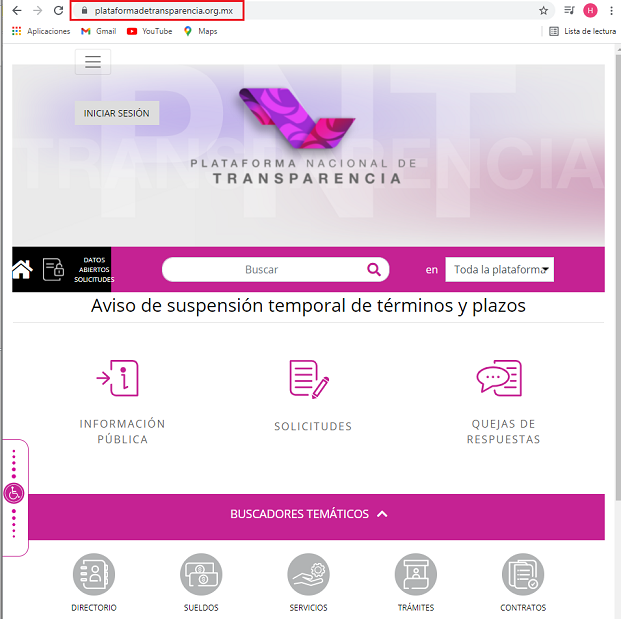 plataformadetransparencia.org.mx
H
Aplicaciones
Gmail
YouTube
Maps
Lista de lectura
PNT
TRANSPARENCIA
INICIAR SESIÓN
PLATAFORMA NACIONAL DE
TRANSPARENCIA
DATOS
ABIERTOS
SOLICITUDES
Buscar
en
Toda la plataforma
Aviso de suspensión temporal de términos y plazos
INFORMACIÓN
PÚBLICA
SOLICITUDES
QUEJAS DE
RESPUESTAS
BUSCADORES TEMÁTICOS
DIRECTORIO
SUELDOS
SERVICIOS
TRÁMITES
CONTRATOS